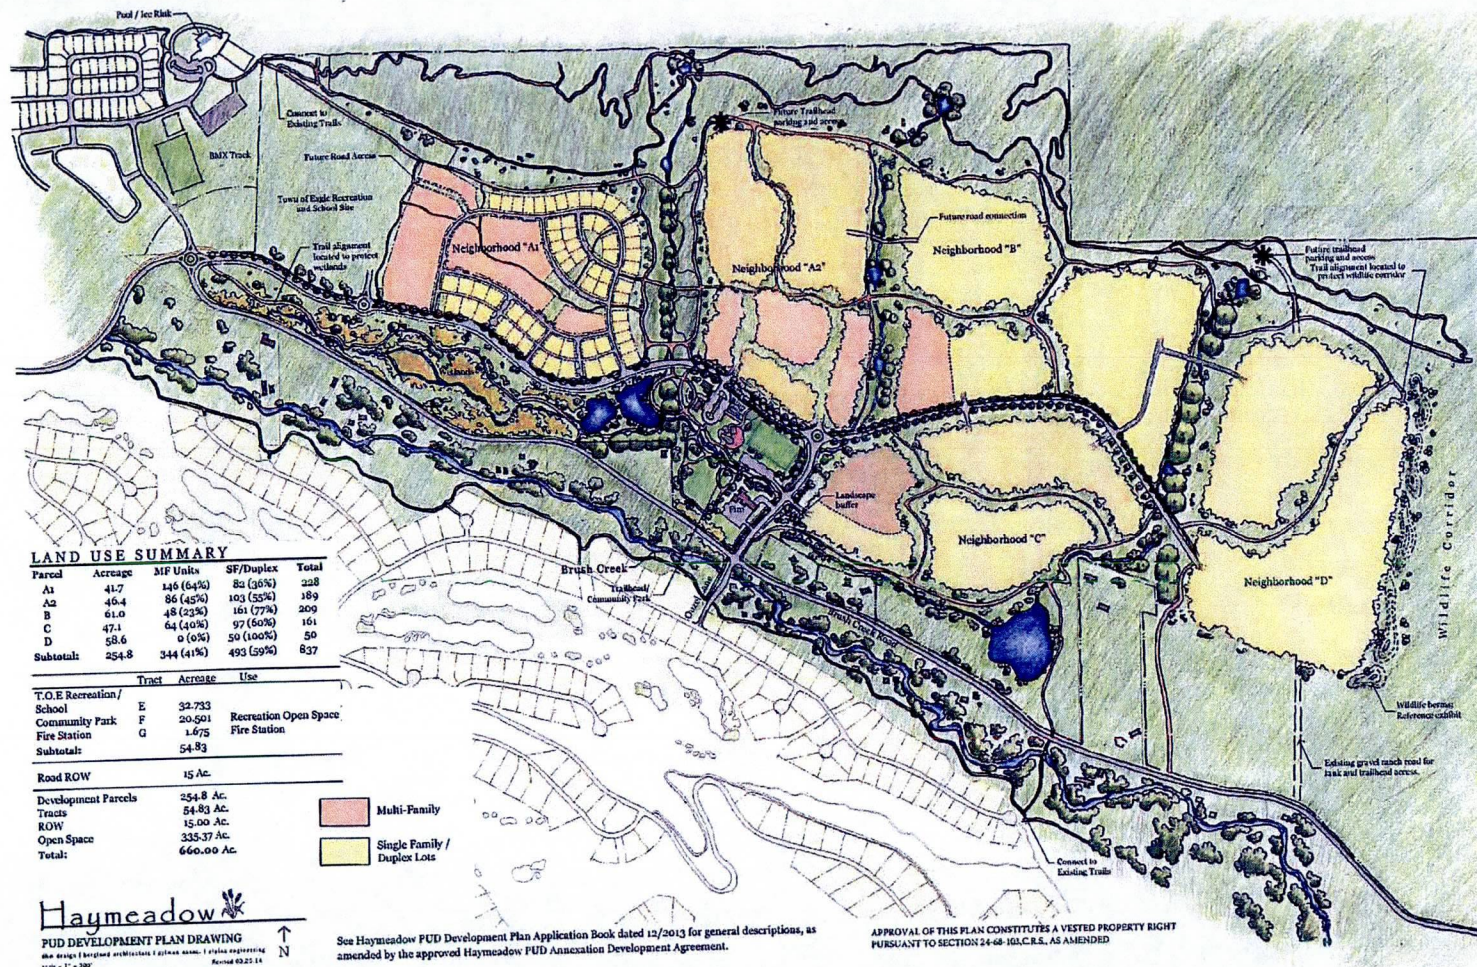 Pool / Ice Rink
Connect to
Existing Trails
Future Trailhead
parking and access
BMX Track
Future Road Access
Town of Eagle Recreation
and School Site
Trail alignment
located to protect
wetlands
Neighborhood "A1"
Neighborhood "A2"
Future road connection
Neighborhood "B"
Future trailhead
parking and access
Trail alignment located to
protect wildlife corridor
Wetlands
Landscape
buffer
Fire
Neighborhood "C"
Neighborhood "D"
Wildlife Corridor
Brush Creek
Trailhead/
Community Park
Brush Creek Road
Wildlife berms:
Reference exhibit
Existing gravel ranch road for
tank and trailhead access.
Connect to
Existing Trails
LAND USE SUMMARY
Parcel Acreage MF Units SF/Duplex Total
A1 41.7 146 (64%) 82 (36%) 228
A2 46.4 86 (45%) 103 (55%) 189
B 61.0 48 (23%) 161 (77%) 209
C 47.1 64 (40%) 97 (60%) 161
D 58.6 0 (0%) 50 (100%) 50
Subtotal: 254.8 344 (41%) 493 (59%) 837
Tract Acreage Use
T.O.E Recreation/
School E 32.733
Community Park F 20.501 Recreation Open Space
Fire Station G 1.675 Fire Station
Subtotal: 54.83
Road ROW 15 Ac.
Development Parcels 254.8 Ac.
Tracts 54.83 Ac.
ROW 15.00 Ac.
Open Space 335.37 Ac.
Total: 660.00 Ac.
Multi-Family
Single Family /
Duplex Lots
Haymeadow
PUD DEVELOPMENT PLAN DRAWING
Revised 03.25.14
N
See Haymeadow PUD Development Plan Application Book dated 12/2013 for general descriptions, as
amended by the approved Haymeadow PUD Annexation Development Agreement.
APPROVAL OF THIS PLAN CONSTITUTES A VESTED PROPERTY RIGHT
PURSUANT TO SECTION 24-68-103,C.R.S., AS AMENDED